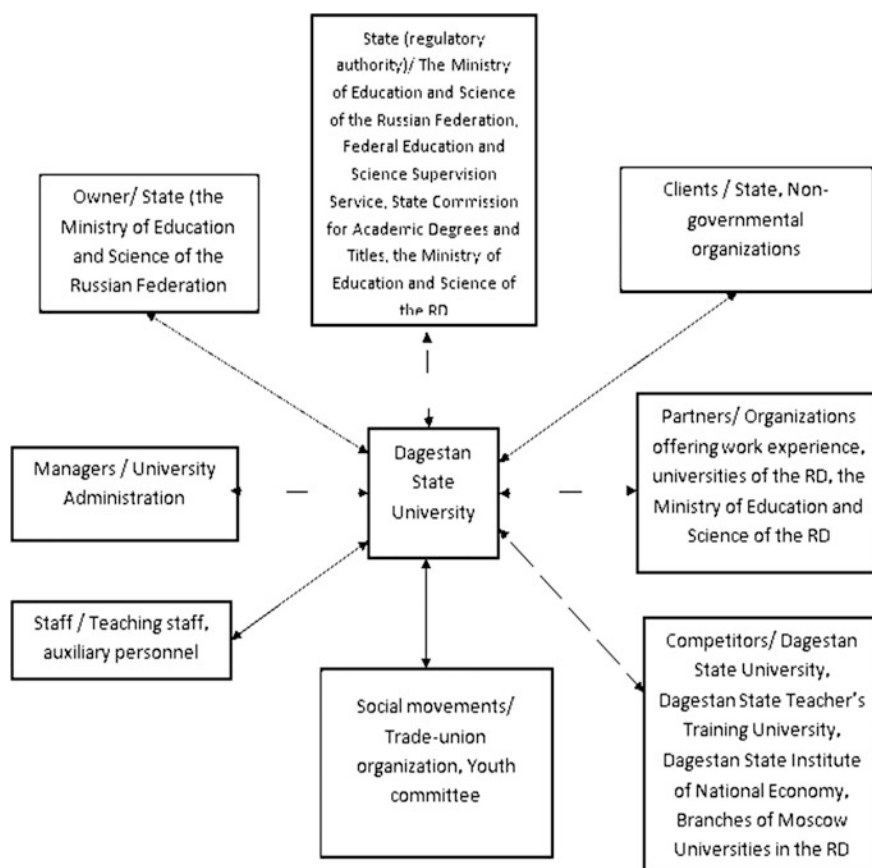 State (regulatory
authority)/ The Ministry
of Education and Science
of the Russian Federation,
Federal Education and
Science Supervision
Service, State Commission
for Academic Degrees and
Titles, the Ministry of
Education and Science of
the RD
Owner/ State (the
Ministry of Education
and Science of the
Russian Federation
Clients / State, Non-
governmental
organizations
Managers / University
Administration
Dagestan
State
University
Partners/ Organizations
offering work experience,
universities of the RD, the
Ministry of Education and
Science of the RD
Staff / Teaching staff,
auxiliary personnel
Social movements/
Trade-union
organization, Youth
committee
Competitors/ Dagestan
State University,
Dagestan State Teacher's
Training University,
Dagestan State Institute
of National Economy,
Branches of Moscow
Universities in the RD